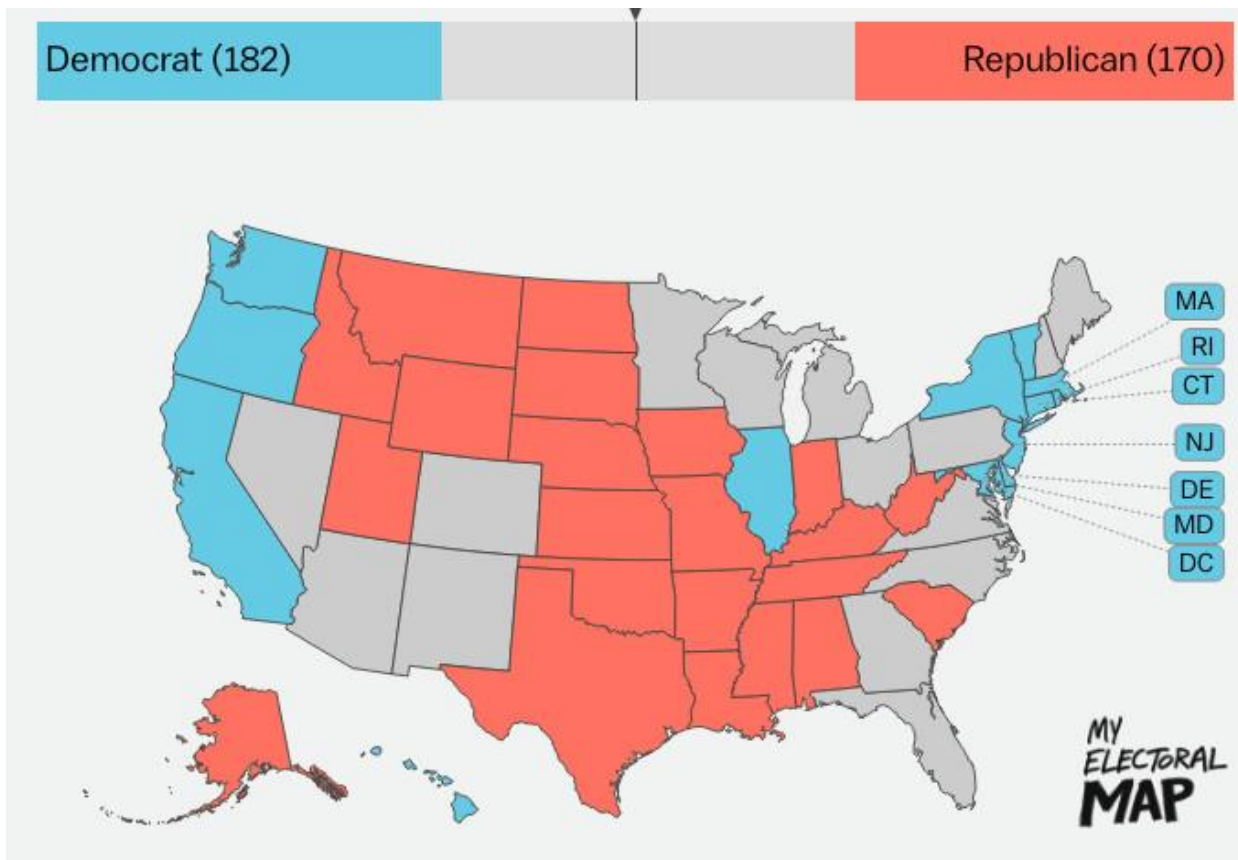 Democrat (182)
Republican (170)
MA
RI
CT
NJ
DE
MD
DC
MY
ELECTORAL
MAP